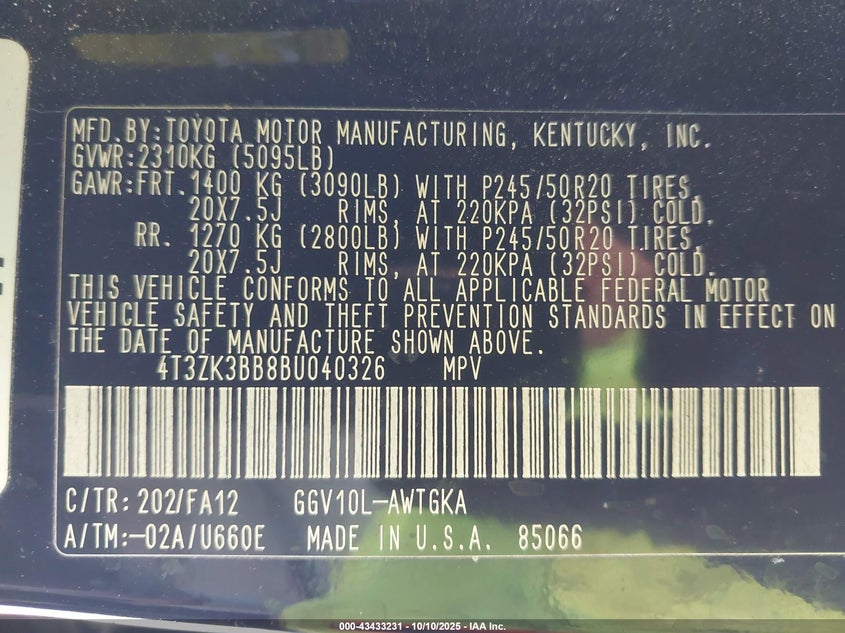 MFD.BY:TOYOTA MOTOR MANUFACTURING, KENTUCKY, INC.
GVWR:2310KG (5095LB)
GAWR:FRT.1400 KG (3090LB) WITH P245/50R20 TIRES,
20X7.5J RIMS, AT 220KPA (32PSI) COLD.
RR. 1270 KG (2800LB) WITH P245/50R20 TIRES,
20X7.5J RIMS, AT 220KPA (32PSI) COLD.
THIS VEHICLE CONFORMS TO ALL APPLICABLE FEDERAL MOTOR
VEHICLE SAFETY AND THEFT PREVENTION STANDARDS IN EFFECT ON
THE DATE OF MANUFACTURE SHOWN ABOVE.
4T3ZK3BB8BU040326 MPV
C/TR:202/FA12 GGV10L-AWTGKA
A/TM:-02A/U660E MADE IN U.S.A. 85066
000-43433231 - 10/10/2025 - IAA Inc.